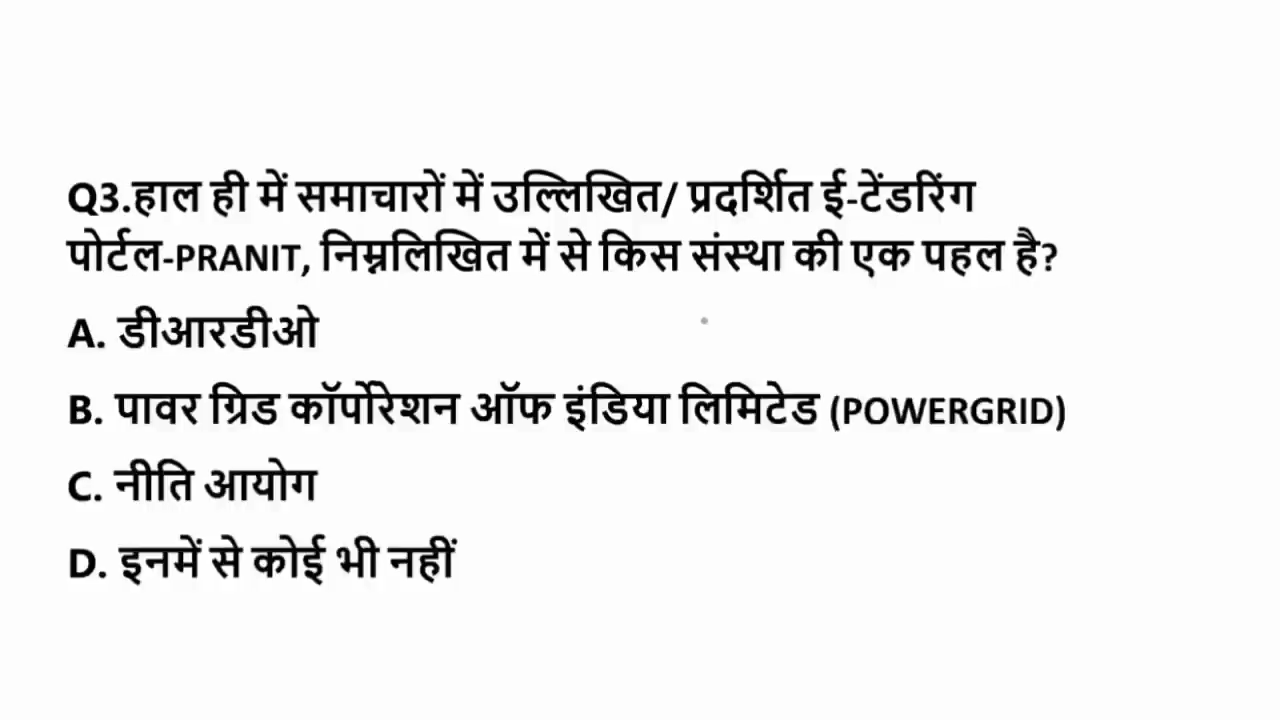 Q3.हाल ही में समाचारों में उल्लिखित/ प्रदर्शित ई-टेंडरिंग
पोर्टल-PRANIT, निम्नलिखित में से किस संस्था की एक पहल है?
A. डीआरडीओ
B. पावर ग्रिड कॉर्पोरेशन ऑफ इंडिया लिमिटेड (POWERGRID)
C. नीति आयोग
D. इनमें से कोई भी नहीं